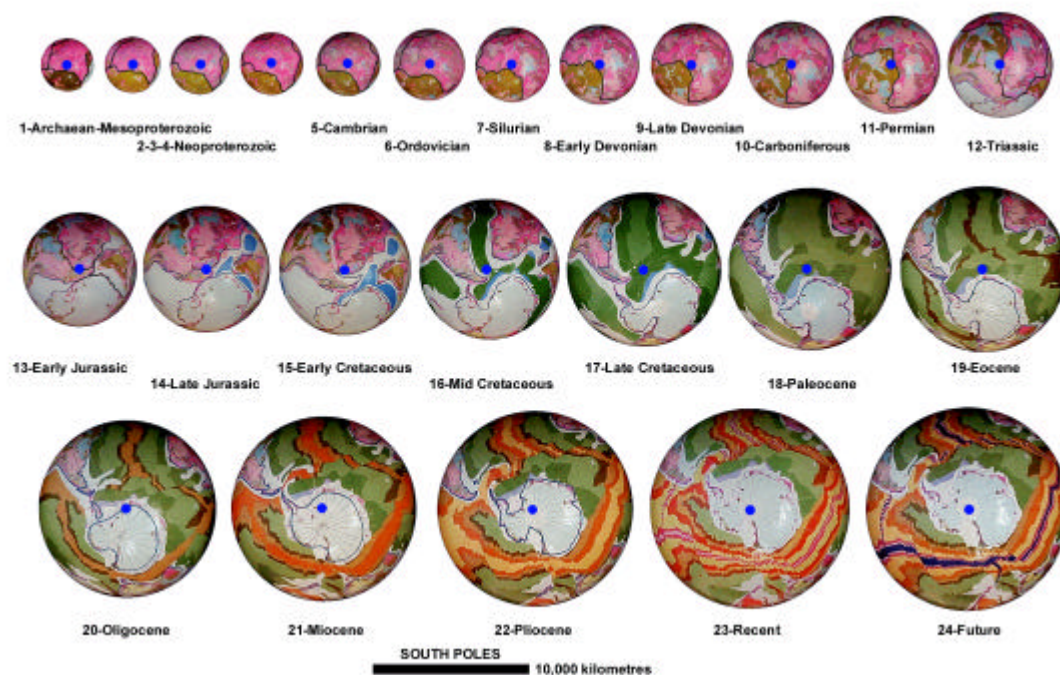 1-Archaean-Mesoproterozoic
2-3-4-Neoproterozoic
5-Cambrian
6-Ordovician
7-Silurian
8-Early Devonian
9-Late Devonian
10-Carboniferous
11-Permian
12-Triassic
13-Early Jurassic
14-Late Jurassic
15-Early Cretaceous
16-Mid Cretaceous
17-Late Cretaceous
18-Paleocene
19-Eocene
20-Oligocene
21-Miocene
22-Pliocene
23-Recent
24-Future
SOUTH POLES
10,000 kilometres